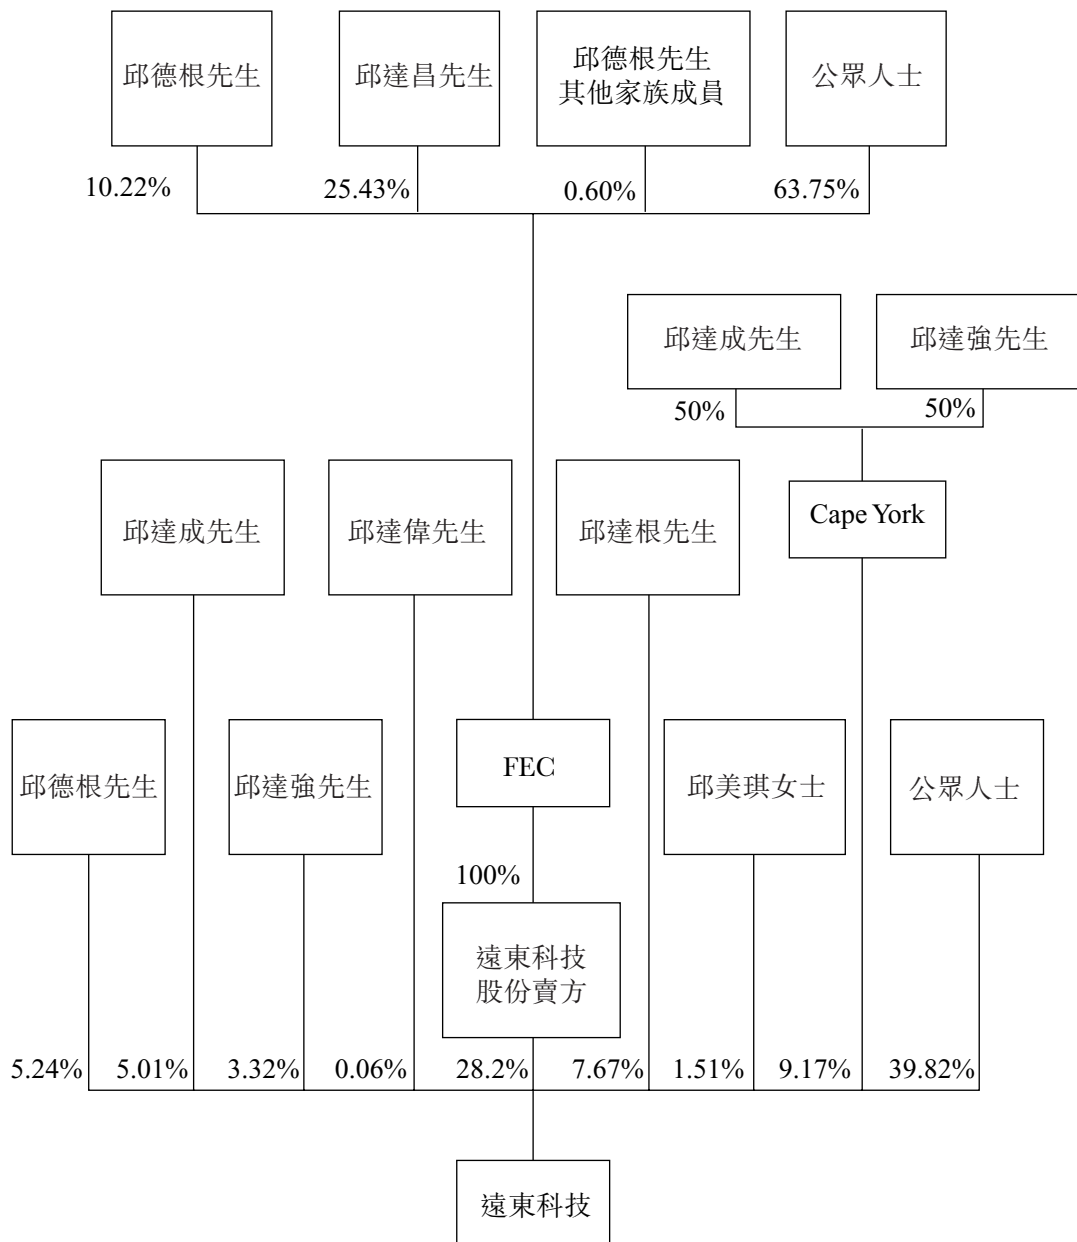 邱德根先生
邱達昌先生
邱德根先生
其他家族成員
公眾人士
10.22%
25.43%
0.60%
63.75%
邱達成先生
邱達強先生
50%
50%
邱達成先生
邱達偉先生
邱達根先生
Cape York
邱德根先生
邱達強先生
FEC
邱美琪女士
公眾人士
100%
遠東科技
股份賣方
5.24%
5.01%
3.32%
0.06%
28.2%
7.67%
1.51%
9.17%
39.82%
遠東科技